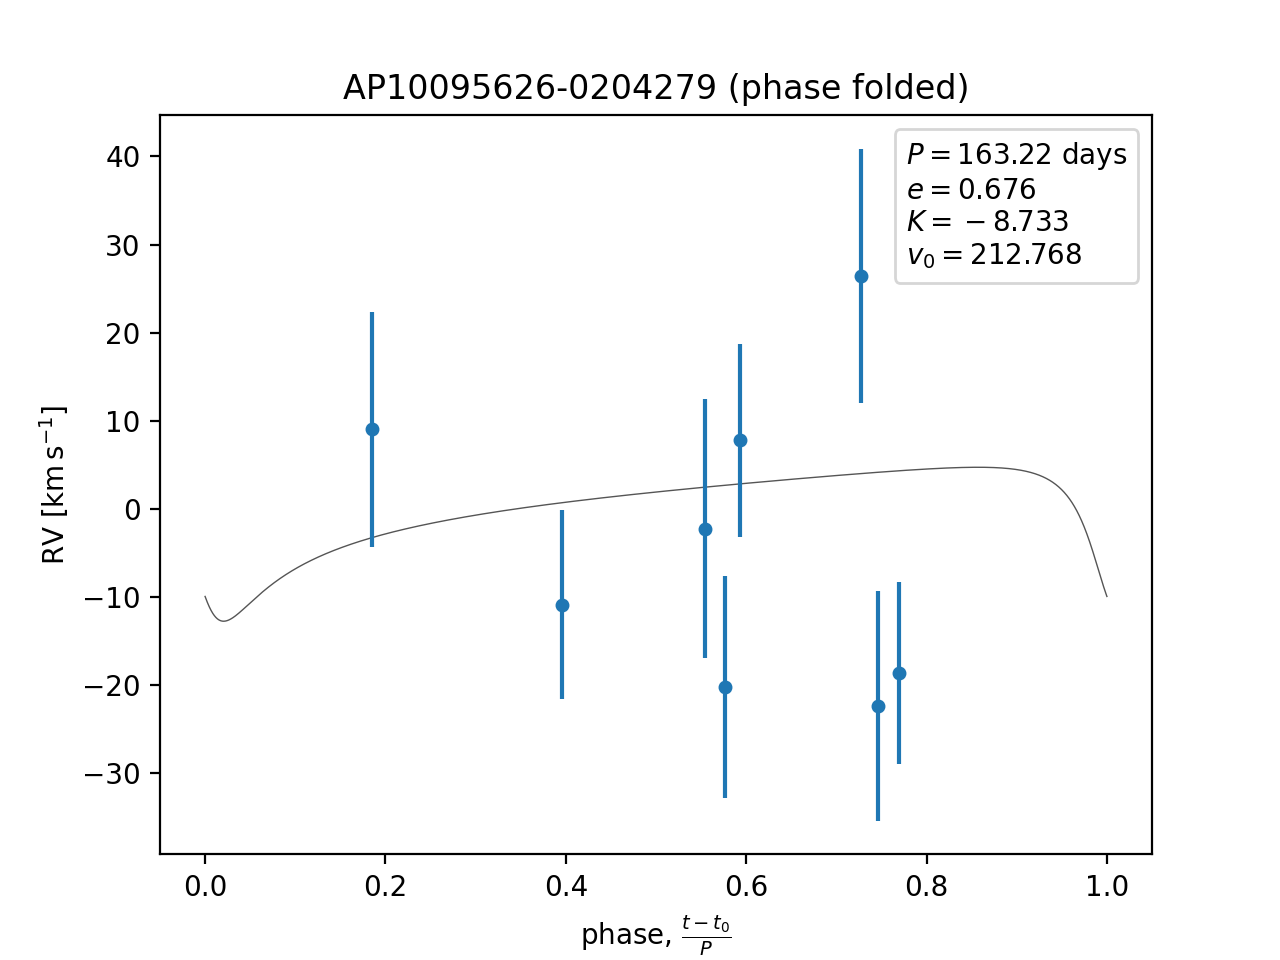 AP10095626-0204279 (phase folded)
P = 163.22 days
e = 0.676
K = −8.733
v₀ = 212.768
40
30
20
10
0
−10
−20
−30
RV [km s⁻¹]
0.0 0.2 0.4 0.6 0.8 1.0
phase, (t − t₀)/P